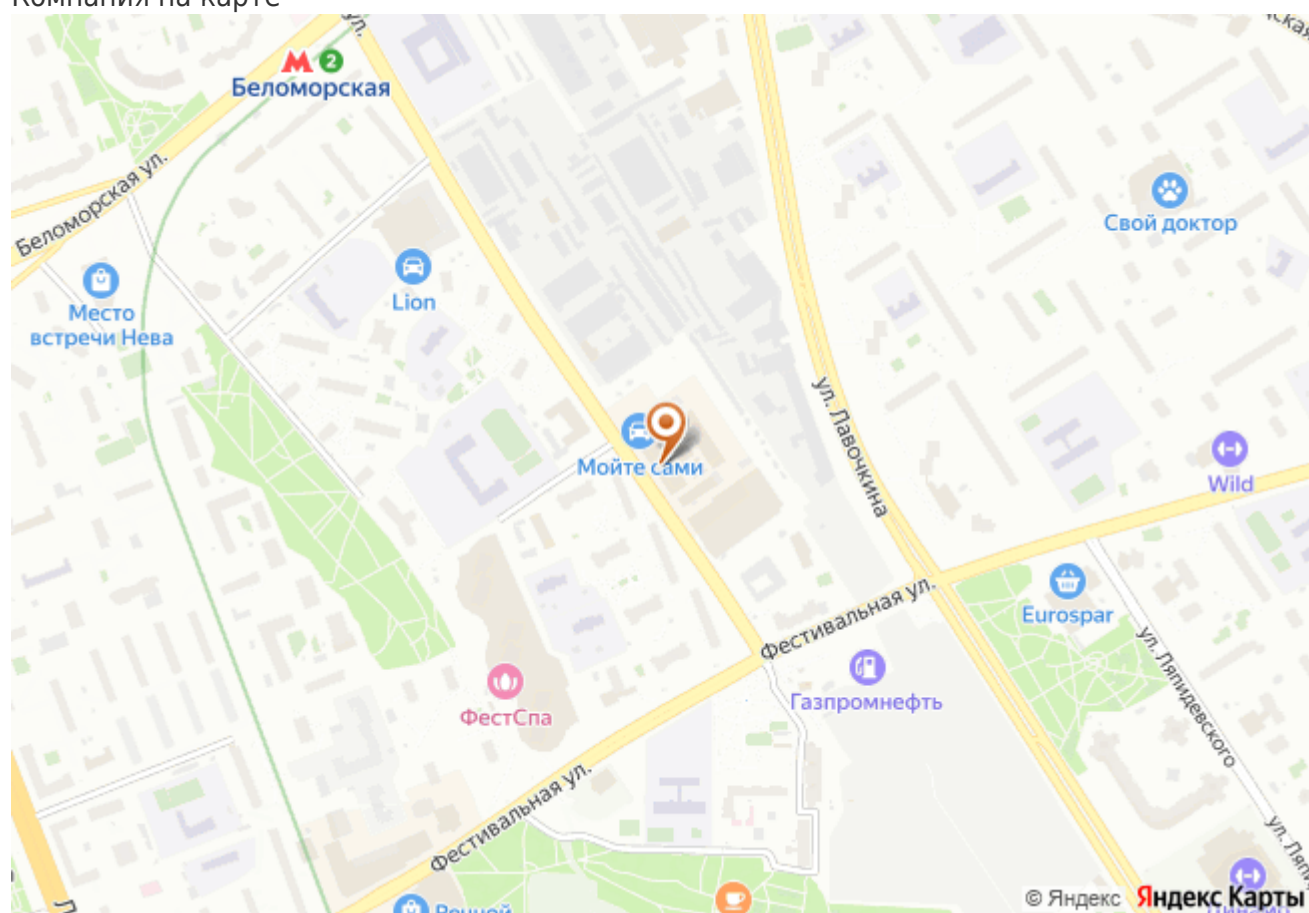 Компания на карте
ул.
М 2
Беломорская
Беломорская ул.
Свой доктор
Lion
Место
встречи Нева
ул. Лавочкина
Мойте сами
Wild
Фестивальная ул.
Eurospar
ул. Ляпидевского
Газпромнефть
ФестСпа
Фестивальная ул.
© Яндекс Яндекс Карты